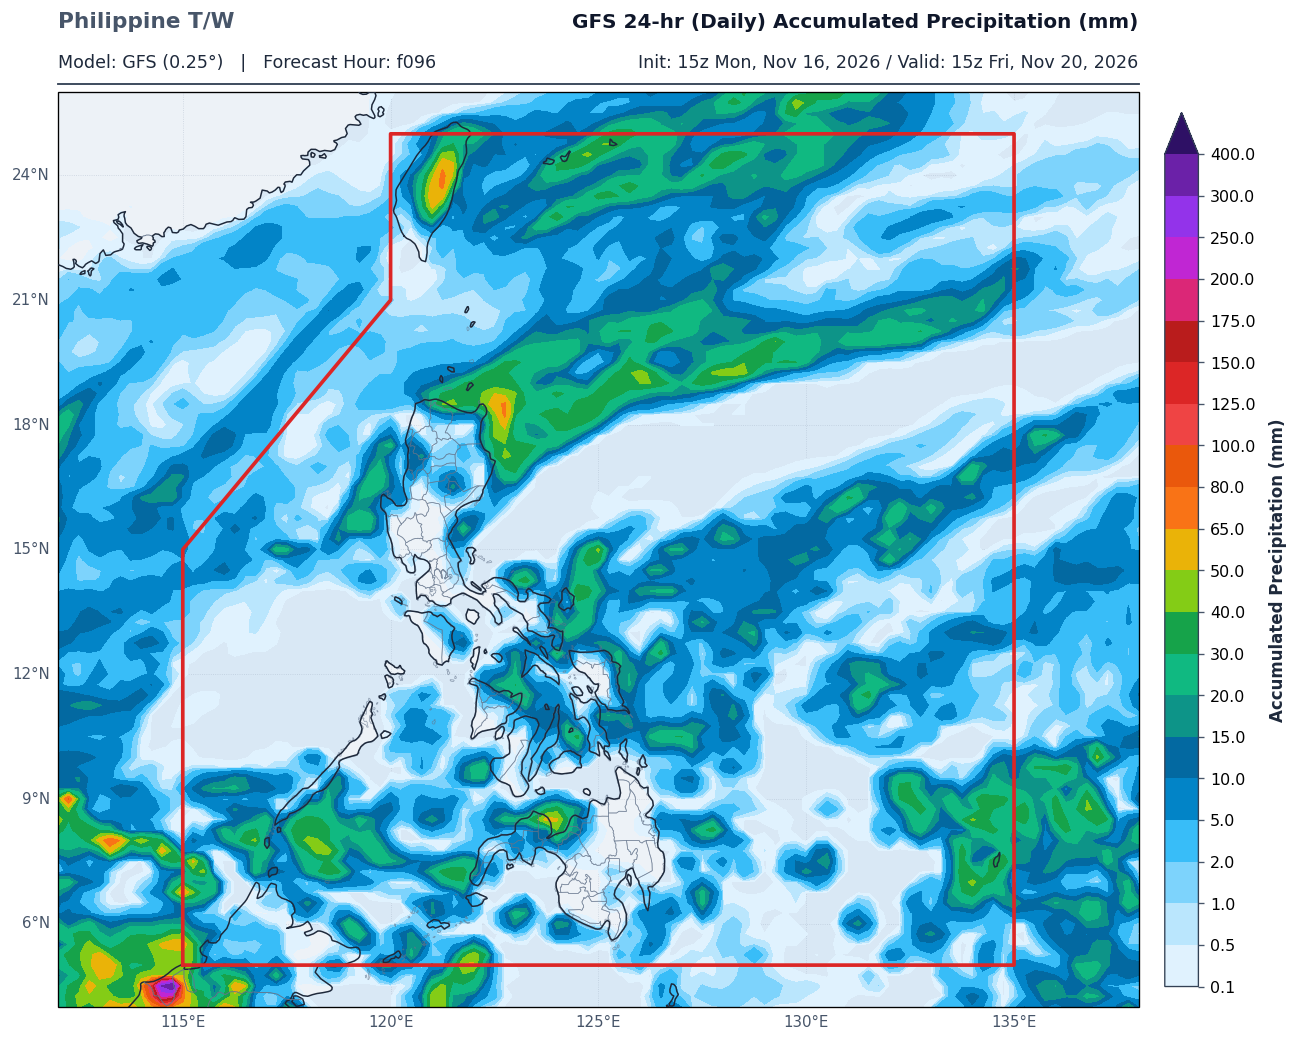 Philippine T/W
GFS 24-hr (Daily) Accumulated Precipitation (mm)
Model: GFS (0.25°)   |   Forecast Hour: f096
Init: 15z Mon, Nov 16, 2026 / Valid: 15z Fri, Nov 20, 2026
24°N
21°N
18°N
15°N
12°N
9°N
6°N
115°E
120°E
125°E
130°E
135°E
400.0
300.0
250.0
200.0
175.0
150.0
125.0
100.0
80.0
65.0
50.0
40.0
30.0
20.0
15.0
10.0
5.0
2.0
1.0
0.5
0.1
Accumulated Precipitation (mm)